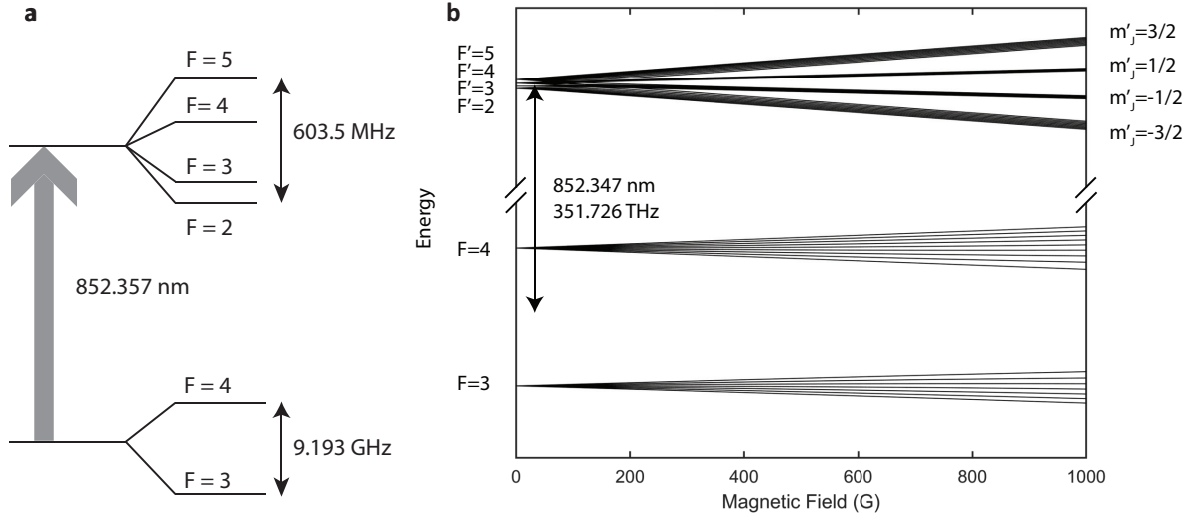 a
F = 5
F = 4
603.5 MHz
F = 3
F = 2
852.357 nm
F = 4
9.193 GHz
F = 3
b
F'=5
F'=4
F'=3
F'=2
m'J=3/2
m'J=1/2
m'J=-1/2
m'J=-3/2
852.347 nm
351.726 THz
Energy
F=4
F=3
0
200
400
600
800
1000
Magnetic Field (G)